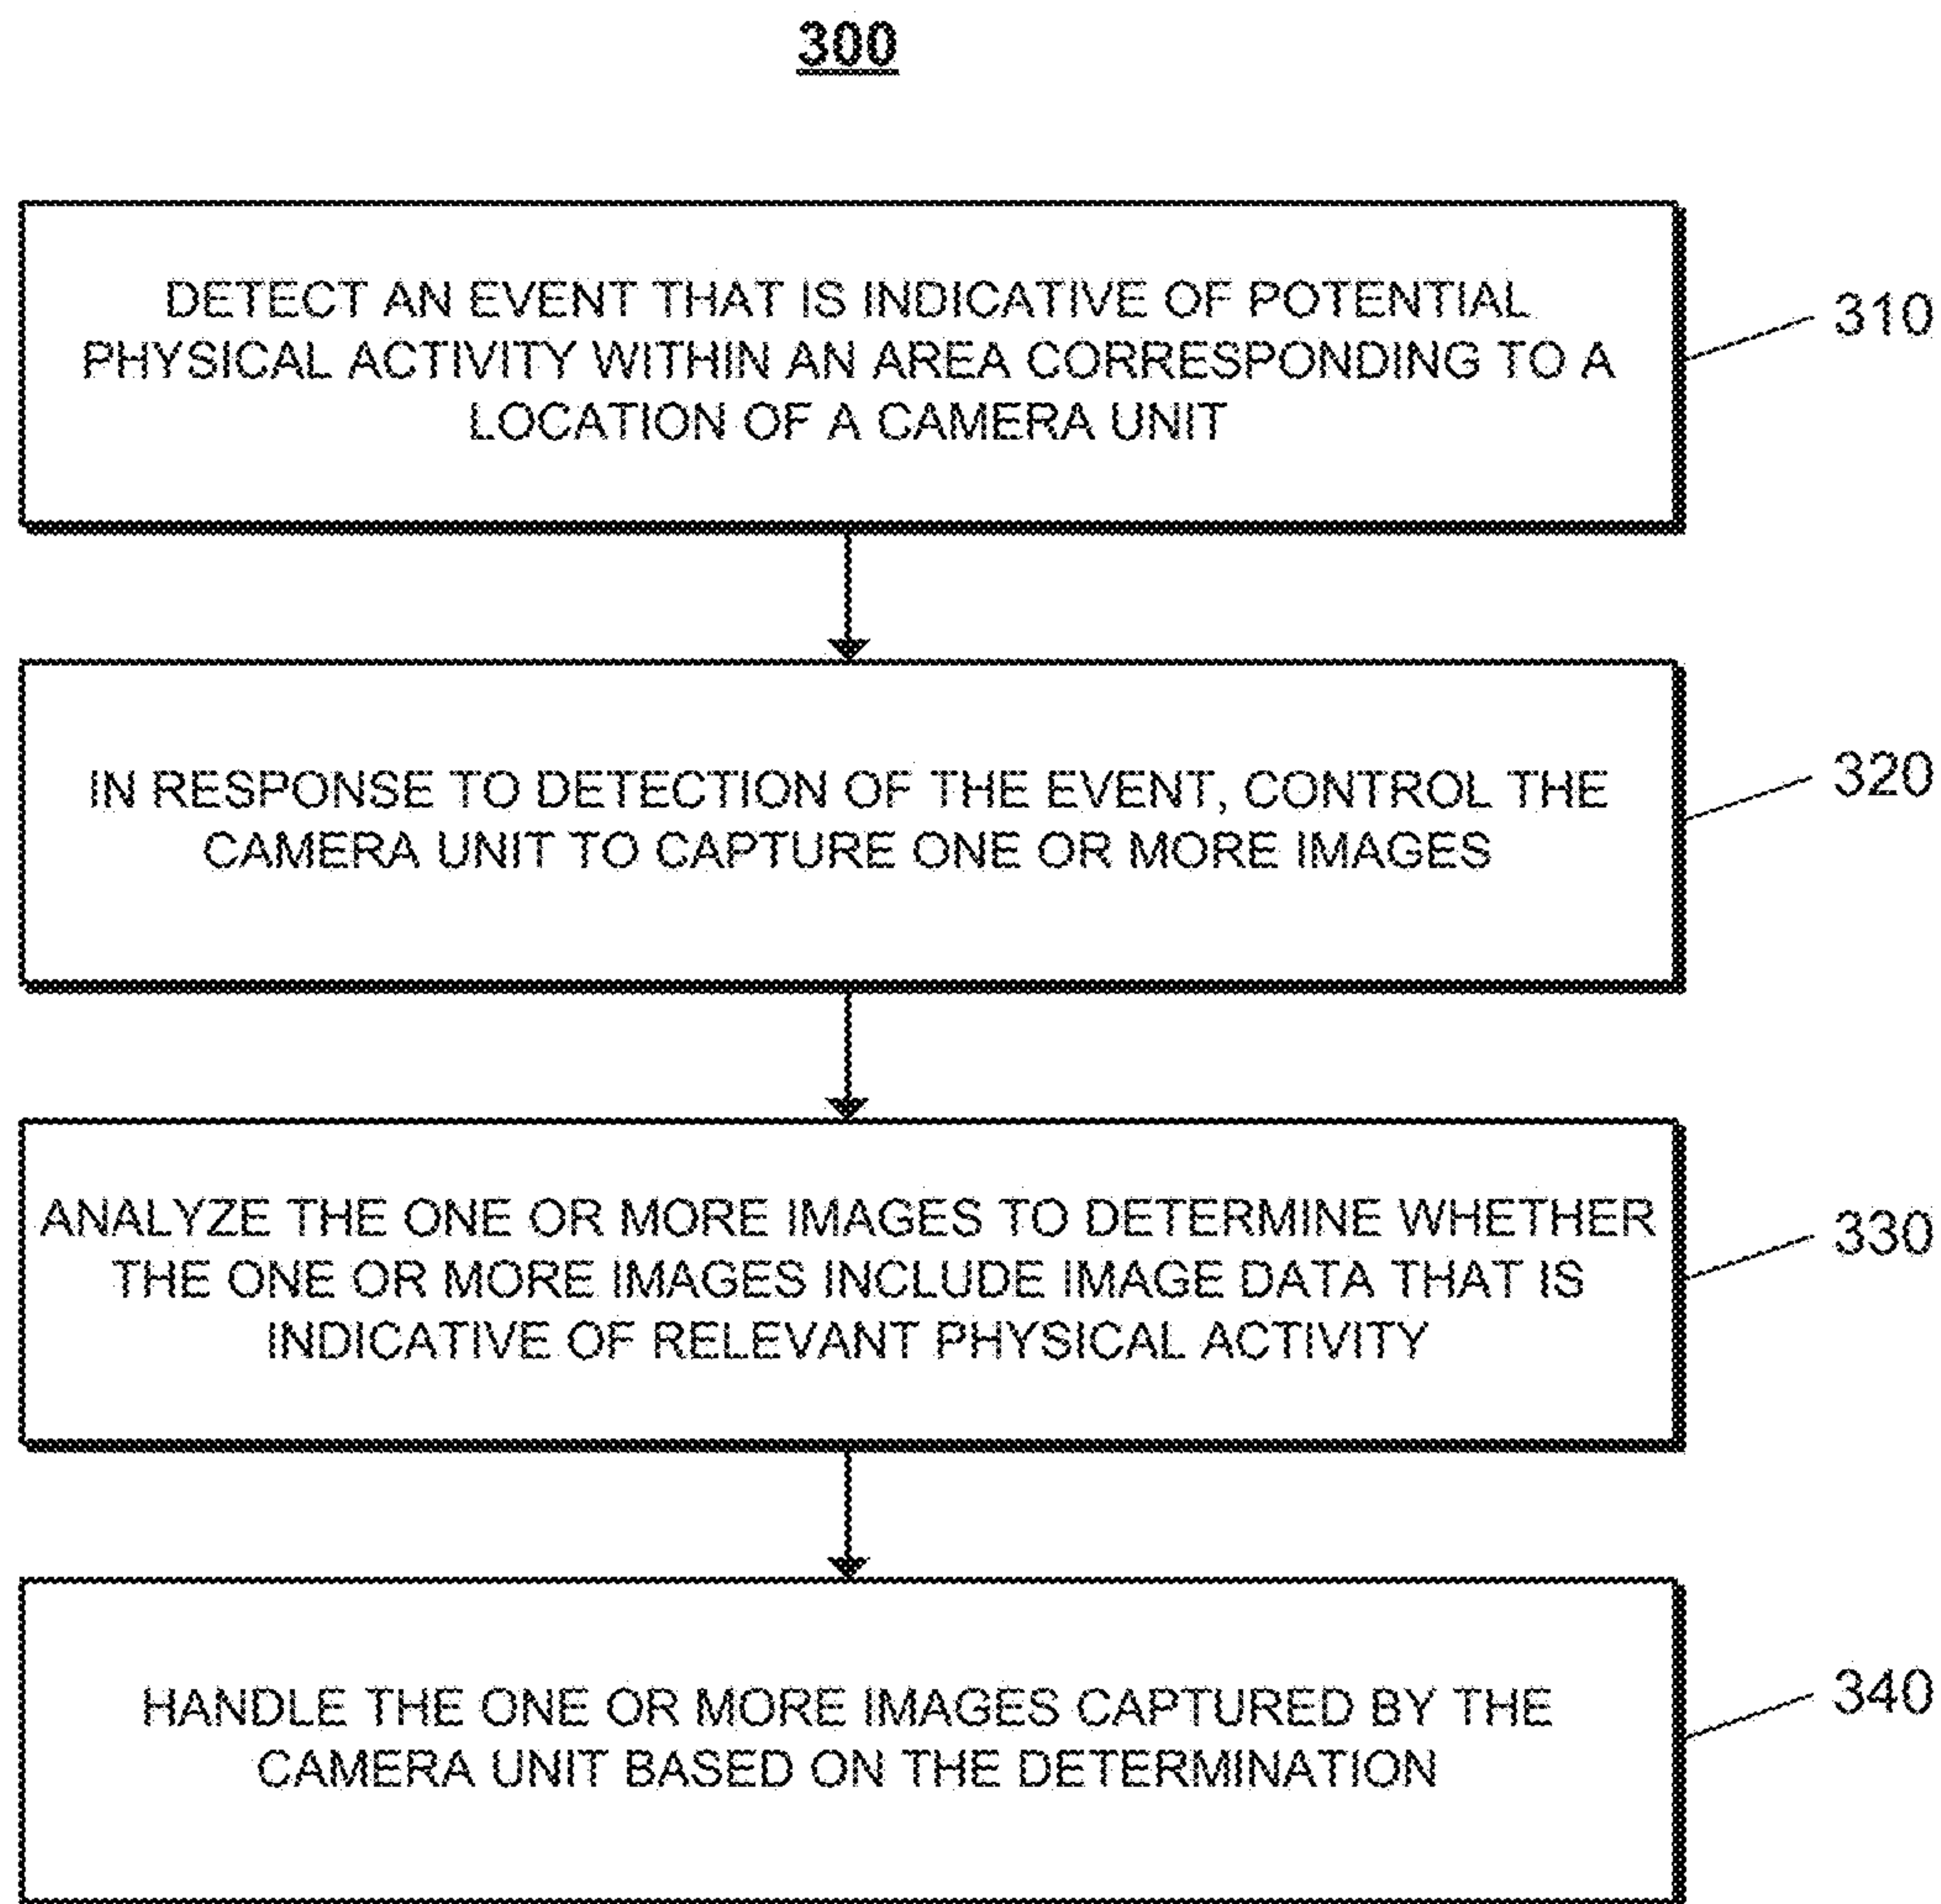 300
DETECT AN EVENT THAT IS INDICATIVE OF POTENTIAL
PHYSICAL ACTIVITY WITHIN AN AREA CORRESPONDING TO A
LOCATION OF A CAMERA UNIT
310
IN RESPONSE TO DETECTION OF THE EVENT, CONTROL THE
CAMERA UNIT TO CAPTURE ONE OR MORE IMAGES
320
ANALYZE THE ONE OR MORE IMAGES TO DETERMINE WHETHER
THE ONE OR MORE IMAGES INCLUDE IMAGE DATA THAT IS
INDICATIVE OF RELEVANT PHYSICAL ACTIVITY
330
HANDLE THE ONE OR MORE IMAGES CAPTURED BY THE
CAMERA UNIT BASED ON THE DETERMINATION
340